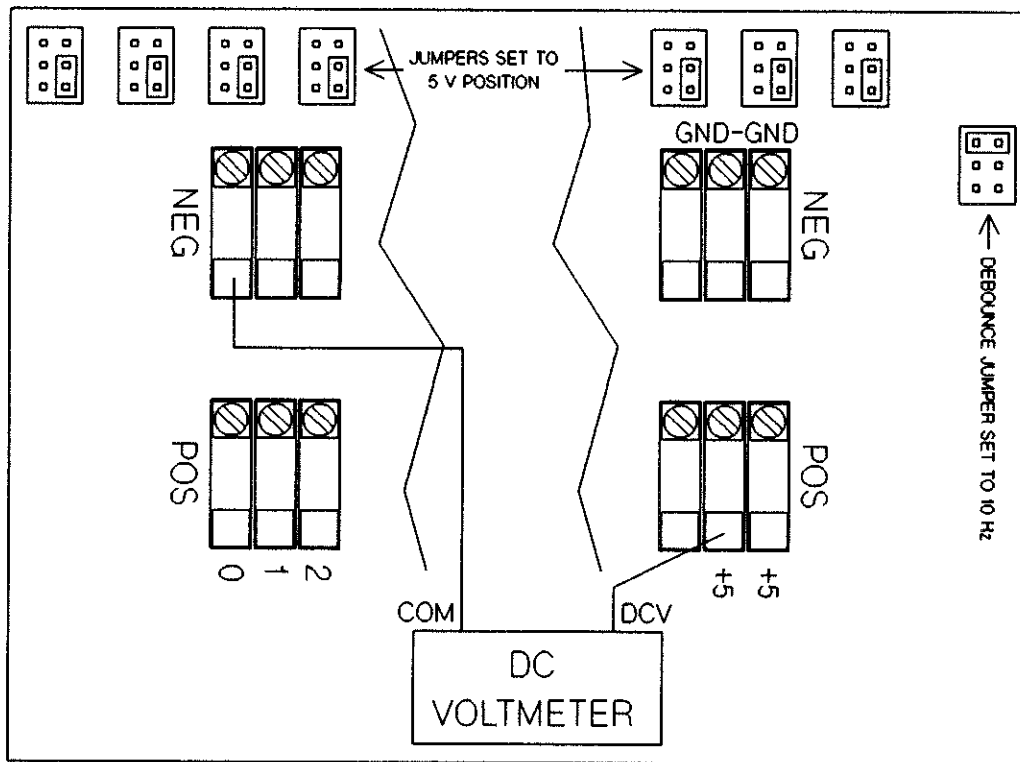 JUMPERS SET TO
5 V POSITION
GND-GND
NEG
NEG
DEBOUNCE JUMPER SET TO 10 Hz
POS
POS
0 1 2
+5 +5
COM
DCV
DC
VOLTMETER